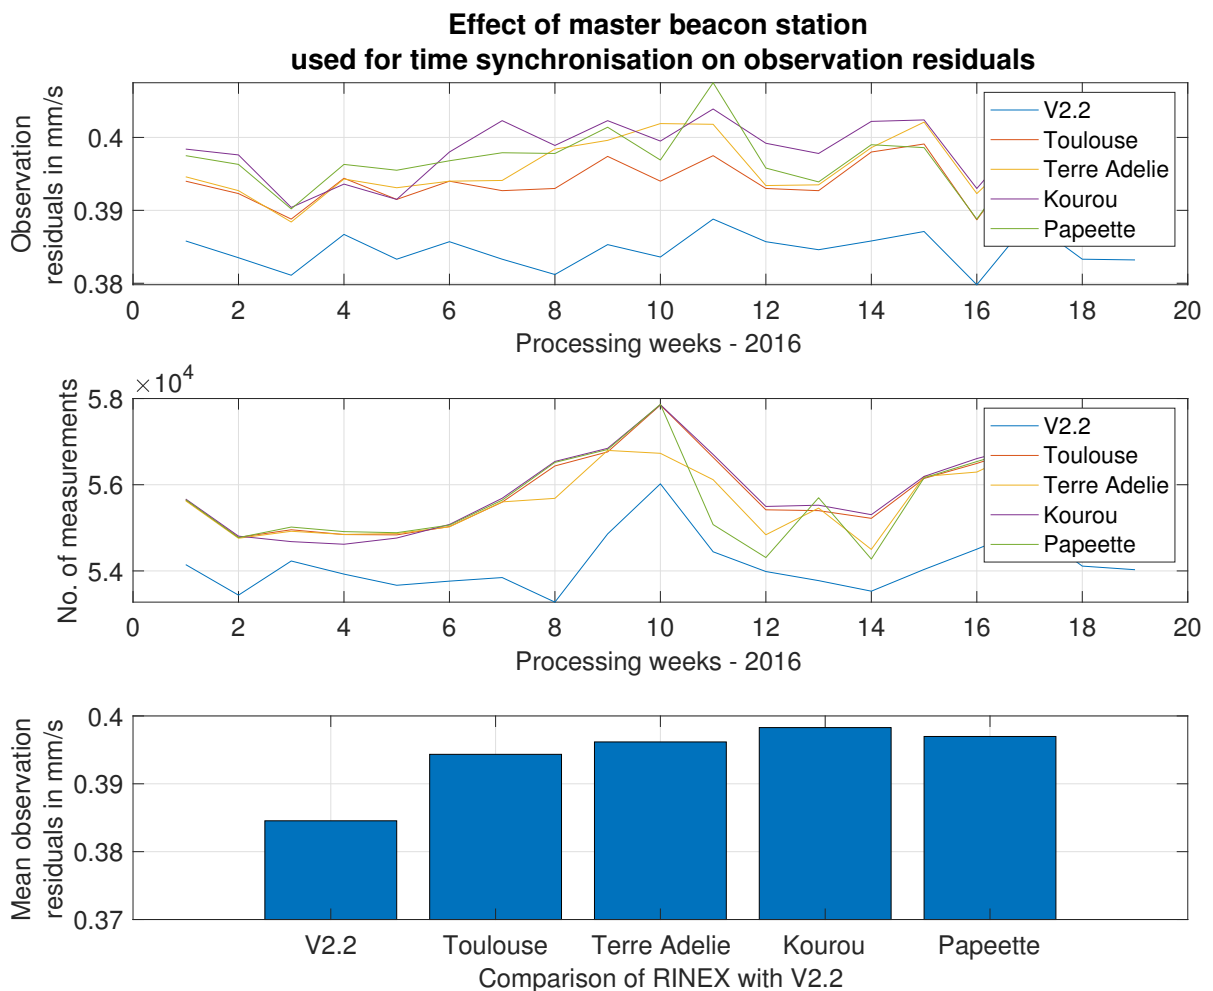 Effect of master beacon station
used for time synchronisation on observation residuals
Observation
residuals in mm/s
0.4
0.39
0.38
V2.2
Toulouse
Terre Adelie
Kourou
Papeette
0 2 4 6 8 10 12 14 16 18 20
Processing weeks - 2016
×10^4
No. of measurements
5.8
5.6
5.4
V2.2
Toulouse
Terre Adelie
Kourou
Papeette
0 2 4 6 8 10 12 14 16 18 20
Processing weeks - 2016
Mean observation
residuals in mm/s
0.4
0.39
0.38
0.37
V2.2 Toulouse Terre Adelie Kourou Papeette
Comparison of RINEX with V2.2